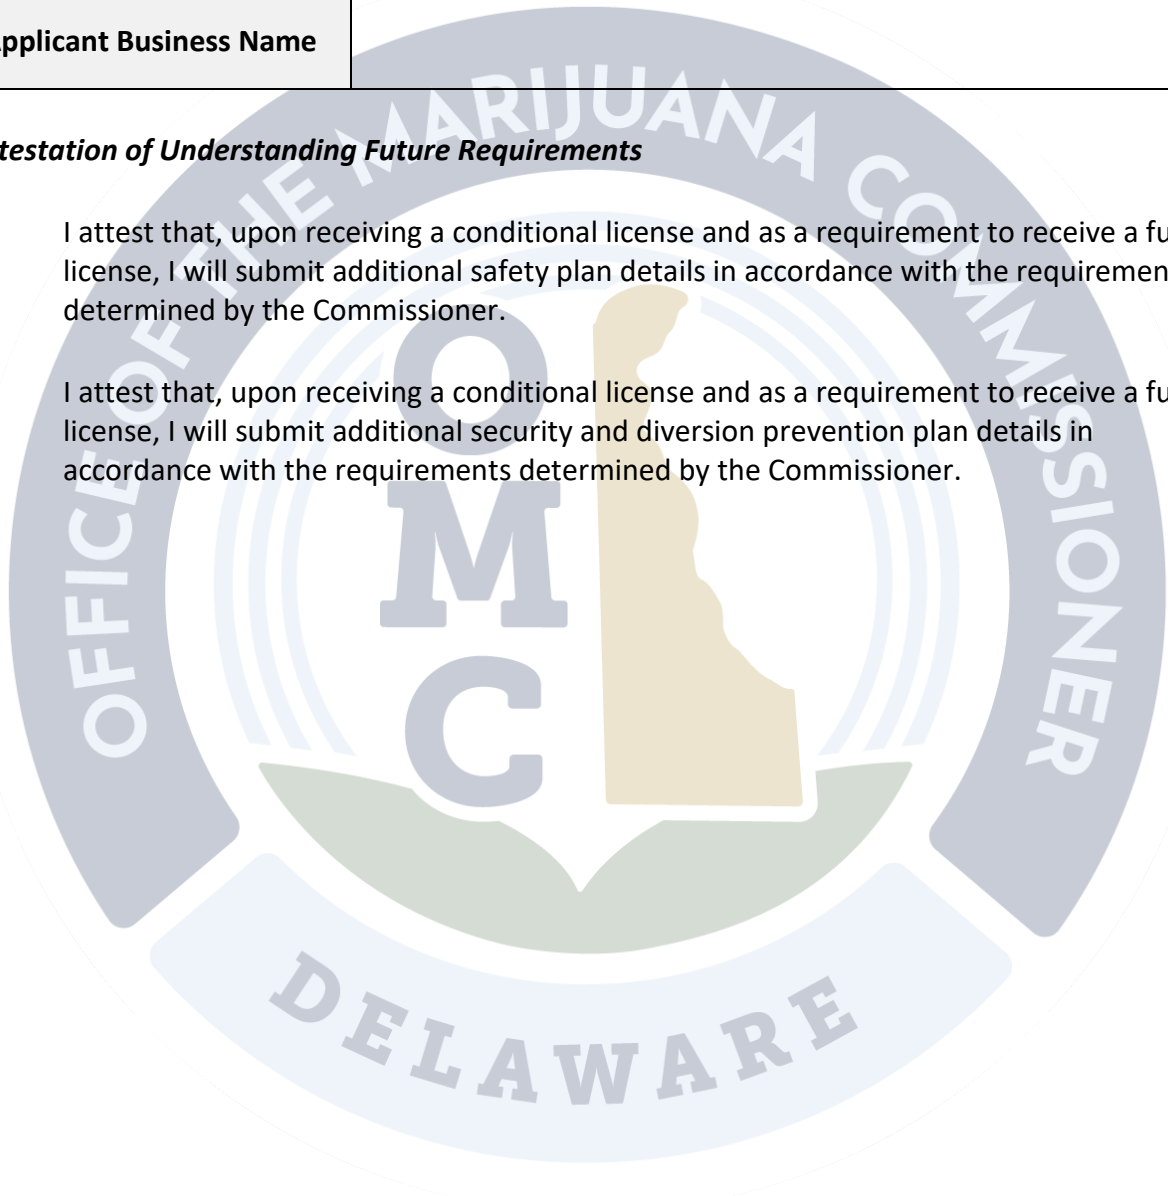 pplicant Business Name
testation of Understanding Future Requirements
I attest that, upon receiving a conditional license and as a requirement to receive a fu
license, I will submit additional safety plan details in accordance with the requiremen
determined by the Commissioner.
I attest that, upon receiving a conditional license and as a requirement to receive a fu
license, I will submit additional security and diversion prevention plan details in
accordance with the requirements determined by the Commissioner.
OFFICE OF THE MARIJUANA COMMISSIONER
O
M
C
DELAWARE